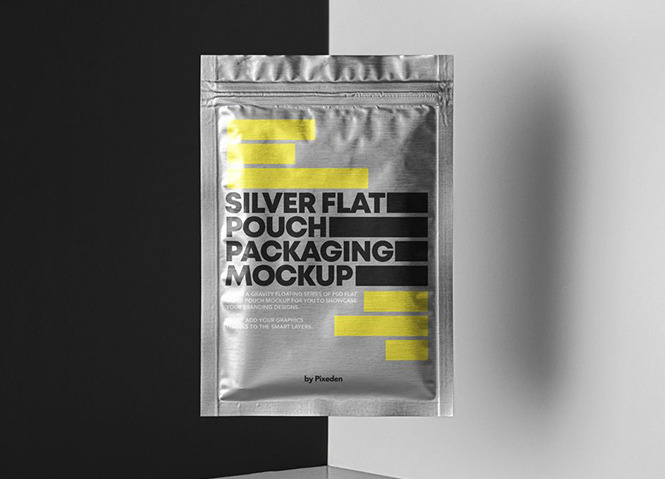 SILVER FLAT
POUCH
PACKAGING
MOCKUP
A GRAVITY FLOATING SERIES OF PSD FLAT
POUCH MOCKUP FOR YOU TO SHOWCASE
YOUR BRANDING DESIGNS.
ADD YOUR GRAPHICS
THANKS TO THE SMART LAYERS.
by Pixeden